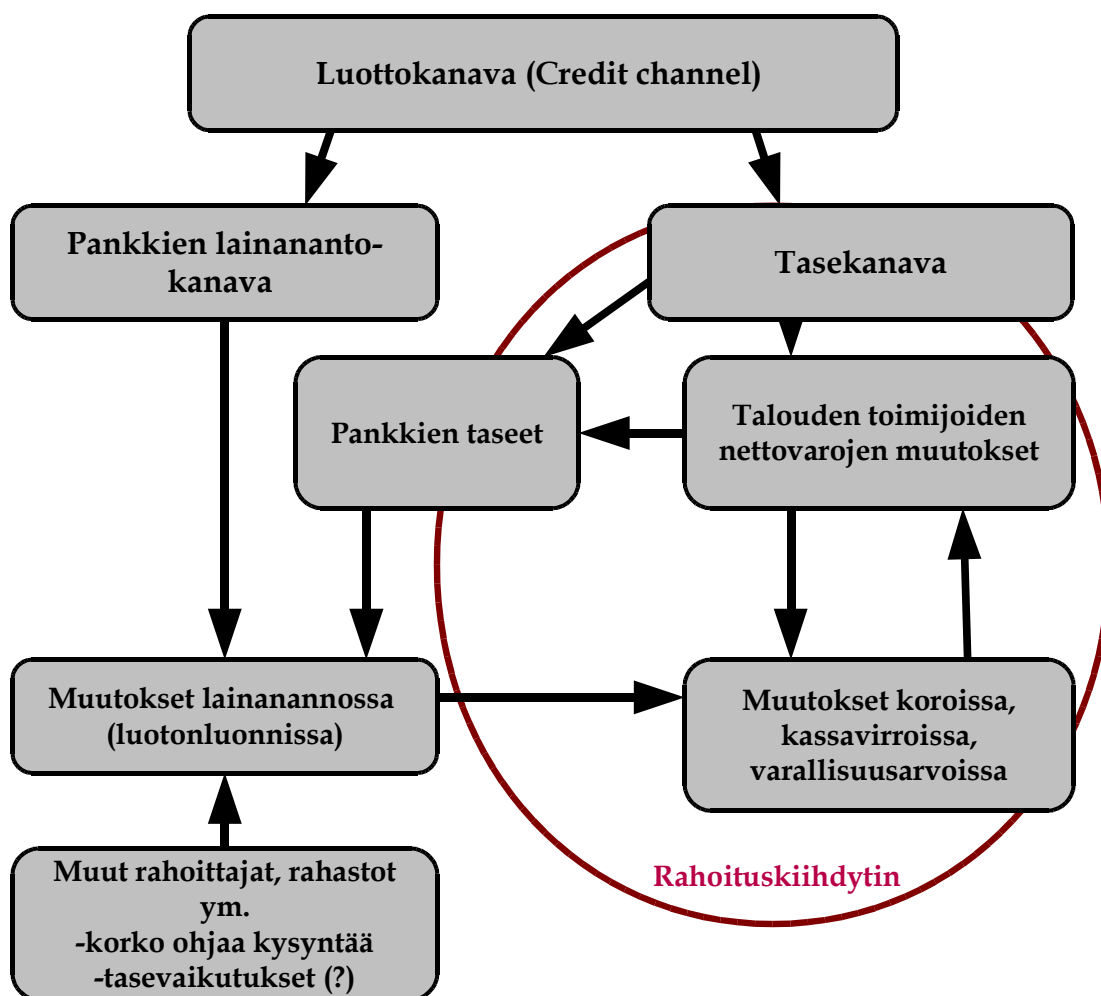 Luottokanava (Credit channel)
Pankkien lainananto-
kanava
Tasekanava
Pankkien taseet
Talouden toimijoiden
nettovarojen muutokset
Muutokset lainanannossa
(luotonluonnissa)
Muutokset koroissa,
kassavirroissa,
varallisuusarvoissa
Muut rahoittajat, rahastot
ym.
-korko ohjaa kysyntää
-tasevaikutukset (?)
Rahoituskiihdytin